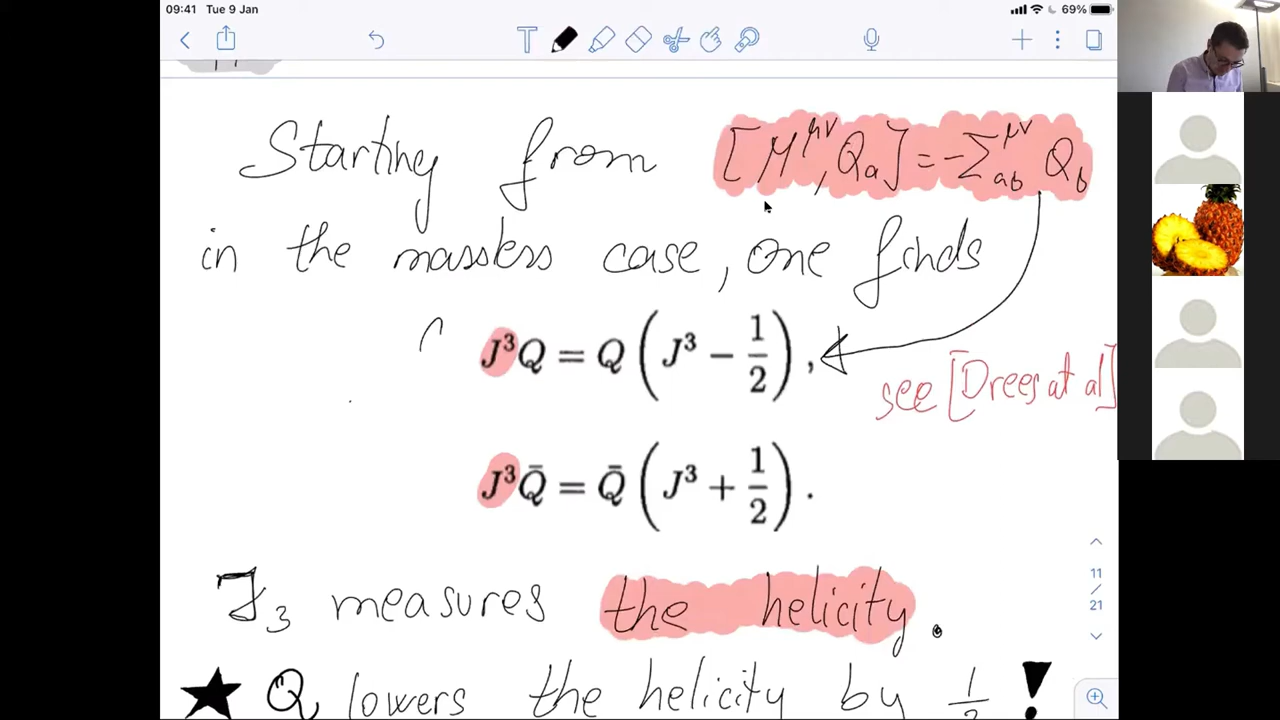 09:41 Tue 9 Jan 69%
T
Starting from [M^{μν}, Q_a] = -Σ^{μν}_{ab} Q_b
in the massless case, one finds
J³Q = Q (J³ − 1/2),
see [Drees at al]
J³Q̄ = Q̄ (J³ + 1/2).
J₃ measures the helicity.
11
/
21
★ Q lowers the helicity by 1/2 !